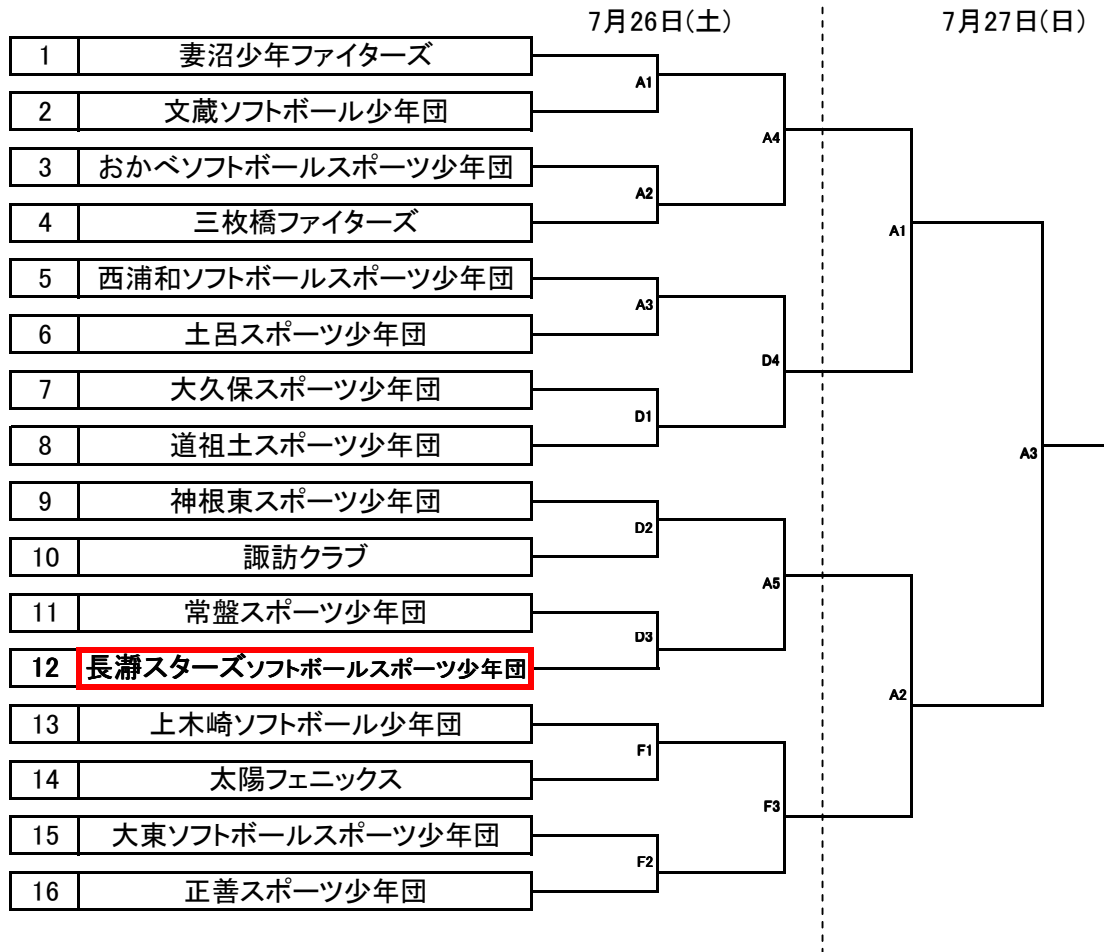 7月26日(土)
7月27日(日)
1 妻沼少年ファイターズ
A1
2 文蔵ソフトボール少年団
A4
3 おかべソフトボールスポーツ少年団
A2
4 三枚橋ファイターズ
A1
5 西浦和ソフトボールスポーツ少年団
A3
6 土呂スポーツ少年団
D4
7 大久保スポーツ少年団
D1
8 道祖土スポーツ少年団
A3
9 神根東スポーツ少年団
D2
10 諏訪クラブ
A5
11 常盤スポーツ少年団
D3
12 長瀞スターズソフトボールスポーツ少年団
A2
13 上木崎ソフトボール少年団
F1
14 太陽フェニックス
F3
15 大東ソフトボールスポーツ少年団
F2
16 正善スポーツ少年団